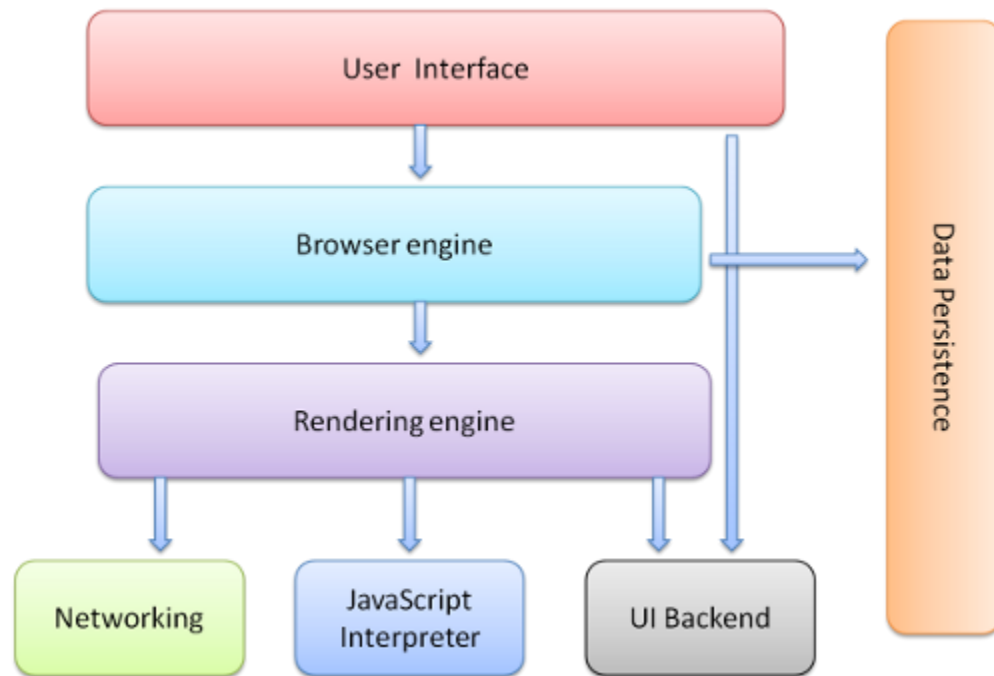 User Interface
Browser engine
Data Persistence
Rendering engine
Networking
JavaScript
Interpreter
UI Backend